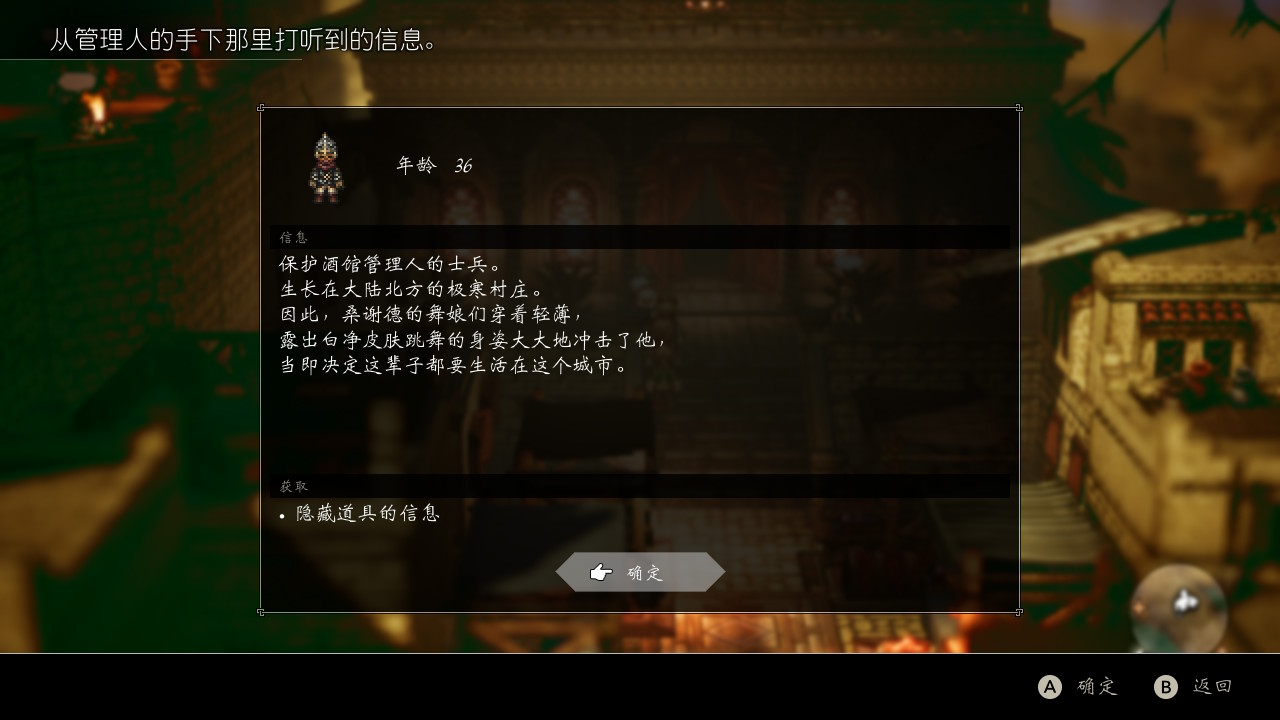 从管理人的手下那里打听到的信息。
年龄 36
信息
保护酒馆管理人的士兵。
生长在大陆北方的极寒村庄。
因此，桑谢德的舞娘们穿着轻薄，
露出白净皮肤跳舞的身姿大大地冲击了他，
当即决定这辈子都要生活在这个城市。
获取
• 隐藏道具的信息
确定
A 确定 B 返回